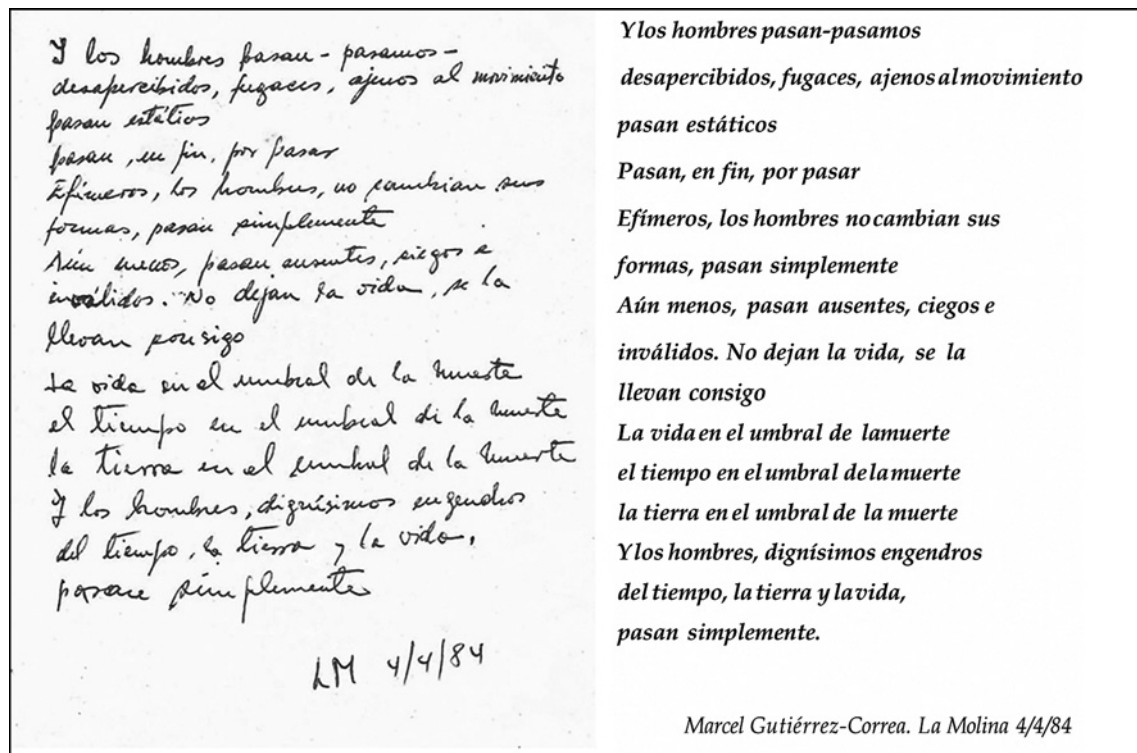 Y los hombres pasan - pasamos -
desapercibidos, fugaces, ajenos al movimiento
pasan estáticos
pasan, en fin, por pasar
Efímeros, los hombres, no cambian sus
formas, pasan simplemente
Aún menos, pasan ausentes, ciegos e
inválidos. No dejan la vida, se la
llevan consigo
La vida en el umbral de la muerte
el tiempo en el umbral de la muerte
la tierra en el umbral de la muerte
Y los hombres, dignísimos engendros
del tiempo, la tierra y la vida,
pasan simplemente
LM 4/4/84
Y los hombres pasan-pasamos
desapercibidos, fugaces, ajenos al movimiento
pasan estáticos
Pasan, en fin, por pasar
Efímeros, los hombres no cambian sus
formas, pasan simplemente
Aún menos, pasan ausentes, ciegos e
inválidos. No dejan la vida, se la
llevan consigo
La vida en el umbral de la muerte
el tiempo en el umbral de la muerte
la tierra en el umbral de la muerte
Y los hombres, dignísimos engendros
del tiempo, la tierra y la vida,
pasan simplemente.
Marcel Gutiérrez-Correa. La Molina 4/4/84